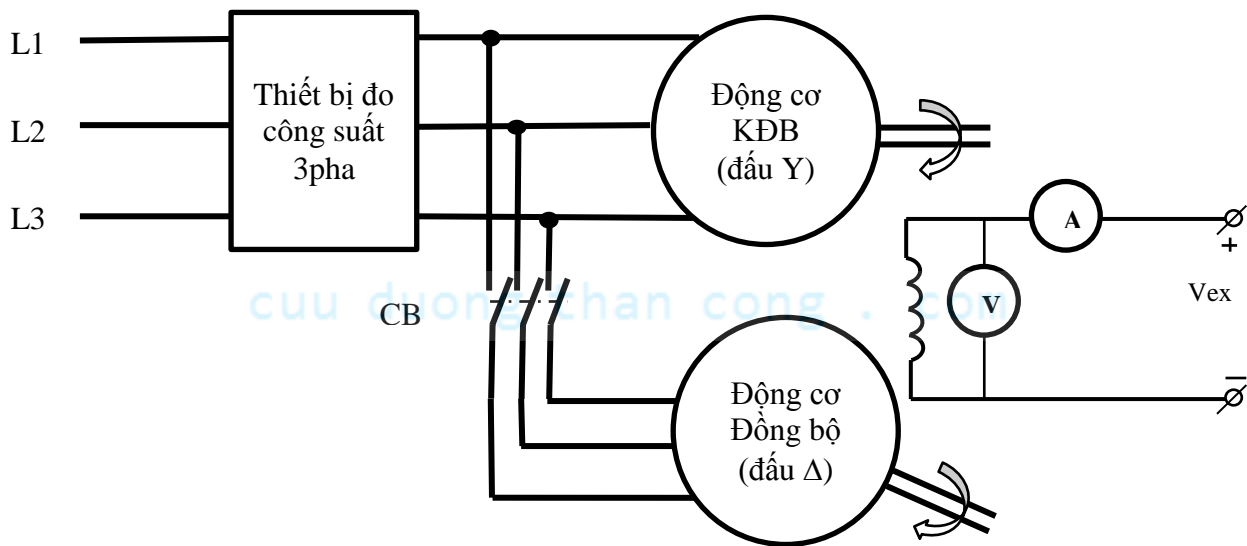 L1
L2
L3
Thiết bị đo
công suất
3pha
Động cơ
KĐB
(đấu Y)
A
+
V
Vex
−
CB
cuu duong than cong . com
Động cơ
Đồng bộ
(đấu Δ)